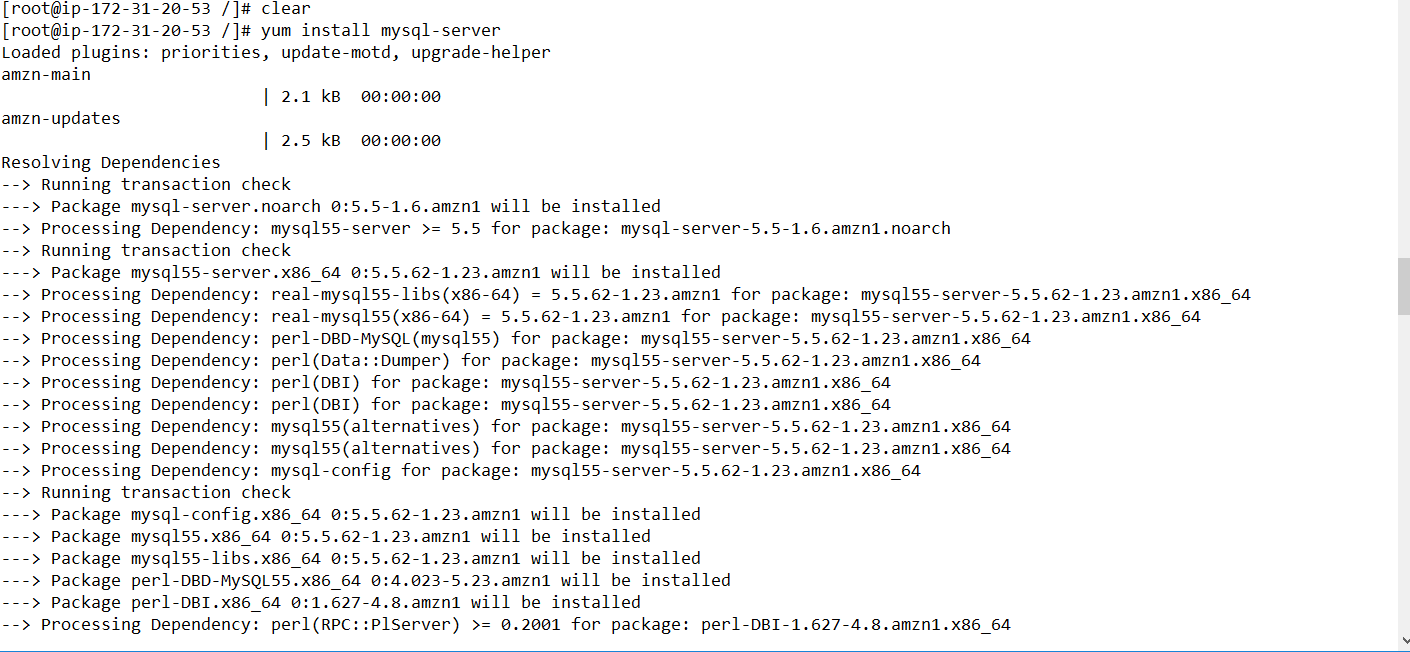 [root@ip-172-31-20-53 /]# clear
[root@ip-172-31-20-53 /]# yum install mysql-server
Loaded plugins: priorities, update-motd, upgrade-helper
amzn-main
| 2.1 kB  00:00:00
amzn-updates
| 2.5 kB  00:00:00
Resolving Dependencies
--> Running transaction check
---> Package mysql-server.noarch 0:5.5-1.6.amzn1 will be installed
--> Processing Dependency: mysql55-server >= 5.5 for package: mysql-server-5.5-1.6.amzn1.noarch
--> Running transaction check
---> Package mysql55-server.x86_64 0:5.5.62-1.23.amzn1 will be installed
--> Processing Dependency: real-mysql55-libs(x86-64) = 5.5.62-1.23.amzn1 for package: mysql55-server-5.5.62-1.23.amzn1.x86_64
--> Processing Dependency: real-mysql55(x86-64) = 5.5.62-1.23.amzn1 for package: mysql55-server-5.5.62-1.23.amzn1.x86_64
--> Processing Dependency: perl-DBD-MySQL(mysql55) for package: mysql55-server-5.5.62-1.23.amzn1.x86_64
--> Processing Dependency: perl(Data::Dumper) for package: mysql55-server-5.5.62-1.23.amzn1.x86_64
--> Processing Dependency: perl(DBI) for package: mysql55-server-5.5.62-1.23.amzn1.x86_64
--> Processing Dependency: perl(DBI) for package: mysql55-server-5.5.62-1.23.amzn1.x86_64
--> Processing Dependency: mysql55(alternatives) for package: mysql55-server-5.5.62-1.23.amzn1.x86_64
--> Processing Dependency: mysql55(alternatives) for package: mysql55-server-5.5.62-1.23.amzn1.x86_64
--> Processing Dependency: mysql-config for package: mysql55-server-5.5.62-1.23.amzn1.x86_64
--> Running transaction check
---> Package mysql-config.x86_64 0:5.5.62-1.23.amzn1 will be installed
---> Package mysql55.x86_64 0:5.5.62-1.23.amzn1 will be installed
---> Package mysql55-libs.x86_64 0:5.5.62-1.23.amzn1 will be installed
---> Package perl-DBD-MySQL55.x86_64 0:4.023-5.23.amzn1 will be installed
---> Package perl-DBI.x86_64 0:1.627-4.8.amzn1 will be installed
--> Processing Dependency: perl(RPC::PlServer) >= 0.2001 for package: perl-DBI-1.627-4.8.amzn1.x86_64